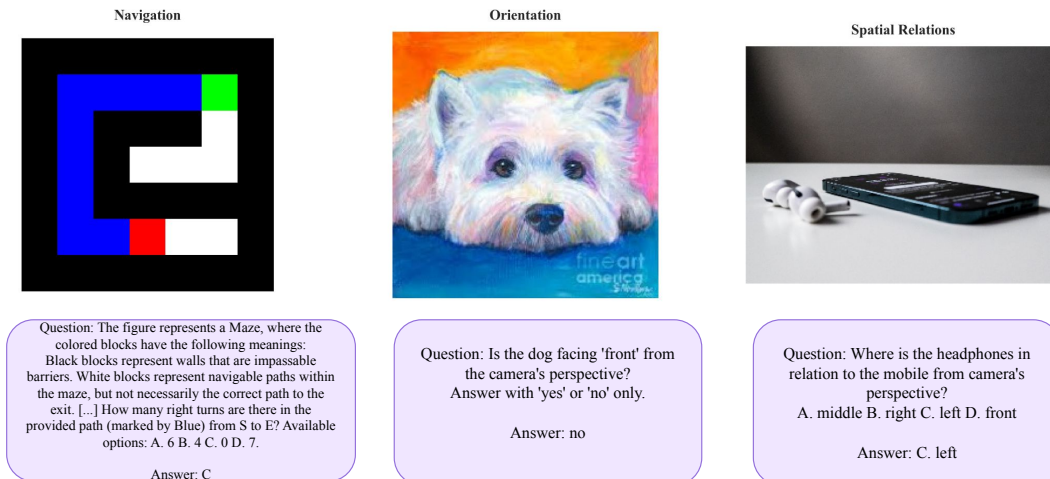 Navigation
Orientation
Spatial Relations
fineart
america
Question: The figure represents a Maze, where the
colored blocks have the following meanings:
Black blocks represent walls that are impassable
barriers. White blocks represent navigable paths within
the maze, but not necessarily the correct path to the
exit. [...] How many right turns are there in the
provided path (marked by Blue) from S to E? Available
options: A. 6 B. 4 C. 0 D. 7.
Answer: C
Question: Is the dog facing 'front' from
the camera's perspective?
Answer with 'yes' or 'no' only.
Answer: no
Question: Where is the headphones in
relation to the mobile from camera's
perspective?
A. middle B. right C. left D. front
Answer: C. left